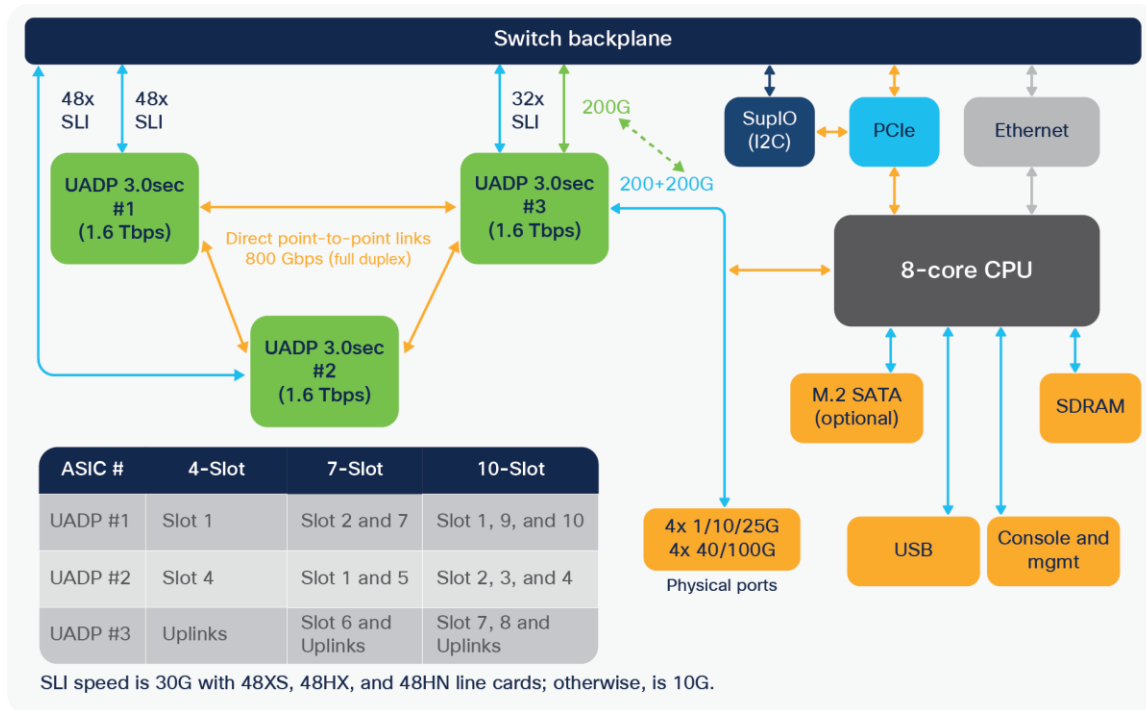 Switch backplane
48x
SLI
48x
SLI
32x
SLI
200G
200+200G
SupIO
(I2C)
PCIe
Ethernet
UADP 3.0sec
#1
(1.6 Tbps)
UADP 3.0sec
#3
(1.6 Tbps)
Direct point-to-point links
800 Gbps (full duplex)
8-core CPU
UADP 3.0sec
#2
(1.6 Tbps)
M.2 SATA
(optional)
SDRAM
4x 1/10/25G
4x 40/100G
Physical ports
USB
Console and
mgmt
ASIC # 4-Slot 7-Slot 10-Slot
UADP #1 Slot 1 Slot 2 and 7 Slot 1, 9, and 10
UADP #2 Slot 4 Slot 1 and 5 Slot 2, 3, and 4
UADP #3 Uplinks Slot 6 and Uplinks Slot 7, 8 and Uplinks
SLI speed is 30G with 48XS, 48HX, and 48HN line cards; otherwise, is 10G.